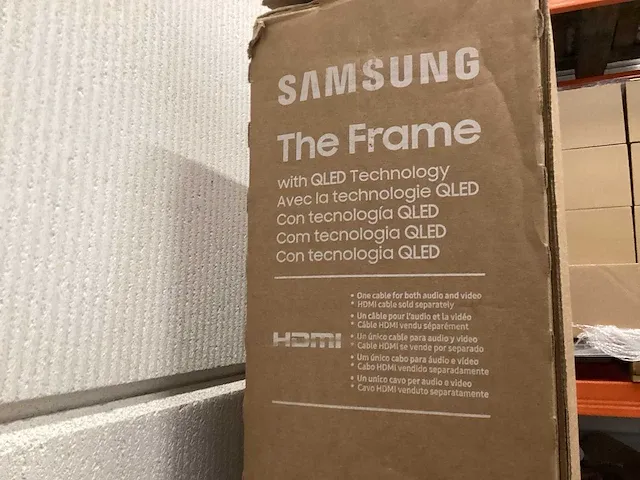 SAMSUNG
The Frame
with QLED Technology
Avec la technologie QLED
Con tecnología QLED
Com tecnologia QLED
Con tecnologia QLED
• One cable for both audio and video
• HDMI cable sold separately
• Un câble pour l'audio et la vidéo
• Câble HDMI vendu séparément
• Un único cable para audio y video
• Cable HDMI se vende por separado
HDMI
• Um único cabo para áudio e vídeo
• Cabo HDMI vendido separadamente
• Un unico cavo per audio e video
• Cavo HDMI venduto separatamente